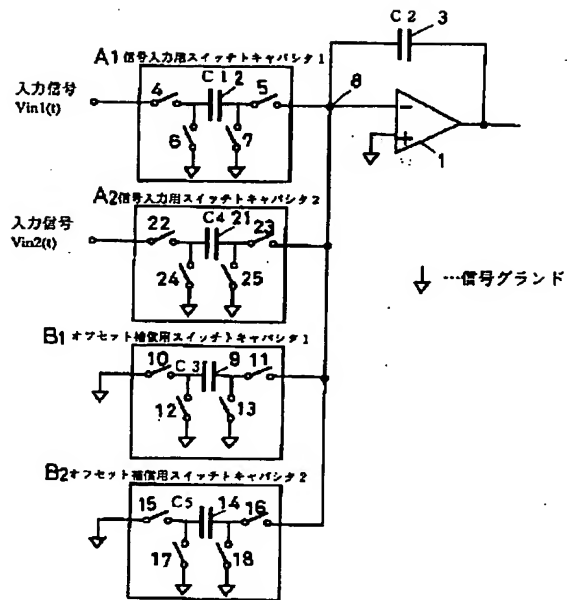 C2 3
A1 信号入力用スイッチトキャパシタ1
入力信号
Vin1(t)
4 C1 2 5
6 7
8
-
+
1
A2 信号入力用スイッチトキャパシタ2
入力信号
Vin2(t)
22 C4 21 23
24 25
…信号グランド
B1 オフセット補償用スイッチトキャパシタ1
10 C3 9 11
12 13
B2 オフセット補償用スイッチトキャパシタ2
15 C5 14 16
17 18